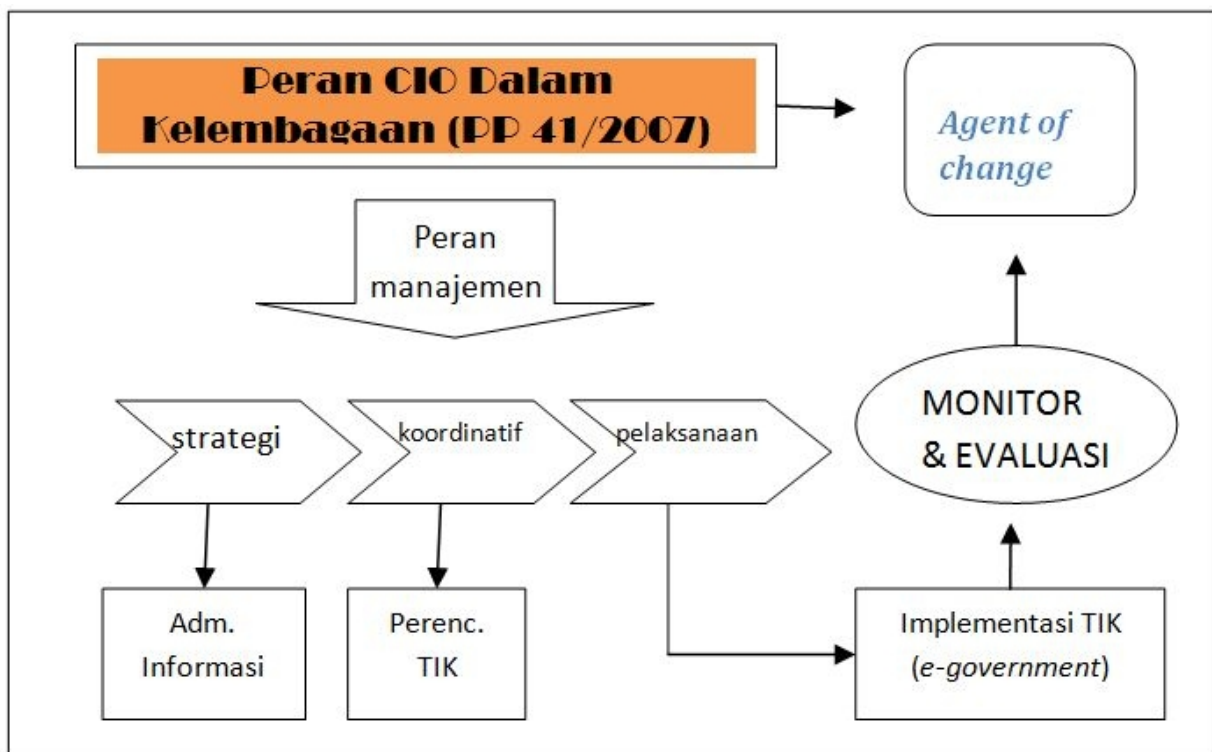 Peran CIO Dalam
Kelembagaan (PP 41/2007)
Agent of
change
Peran
manajemen
strategi
koordinatif
pelaksanaan
MONITOR
& EVALUASI
Adm.
Informasi
Perenc.
TIK
Implementasi TIK
(e-government)